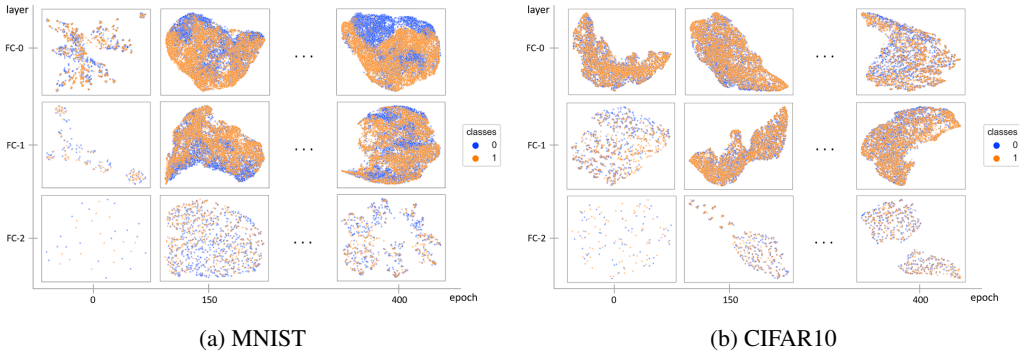 layer
FC-0
...
FC-1
...
classes
0
1
FC-2
...
0
150
400
epoch
(a) MNIST
layer
FC-0
...
FC-1
...
classes
0
1
FC-2
...
0
150
400
epoch
(b) CIFAR10